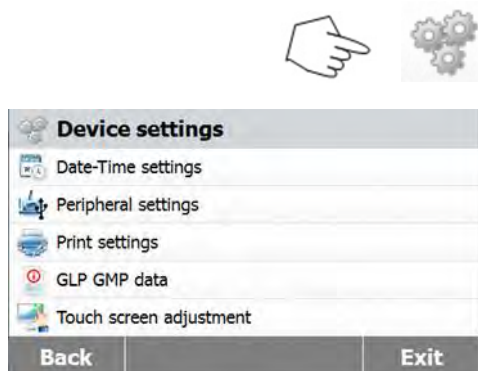 Device settings
Date-Time settings
Peripheral settings
Print settings
GLP GMP data
Touch screen adjustment
Back Exit